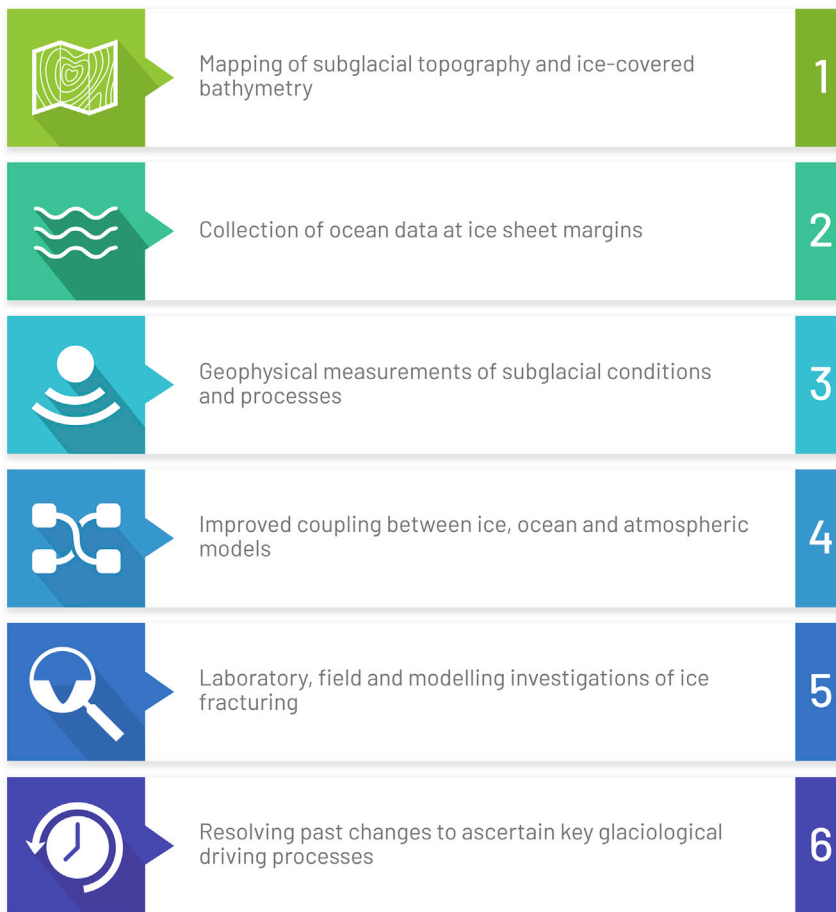 Mapping of subglacial topography and ice-covered
bathymetry
1
Collection of ocean data at ice sheet margins
2
Geophysical measurements of subglacial conditions
and processes
3
Improved coupling between ice, ocean and atmospheric
models
4
Laboratory, field and modelling investigations of ice
fracturing
5
Resolving past changes to ascertain key glaciological
driving processes
6